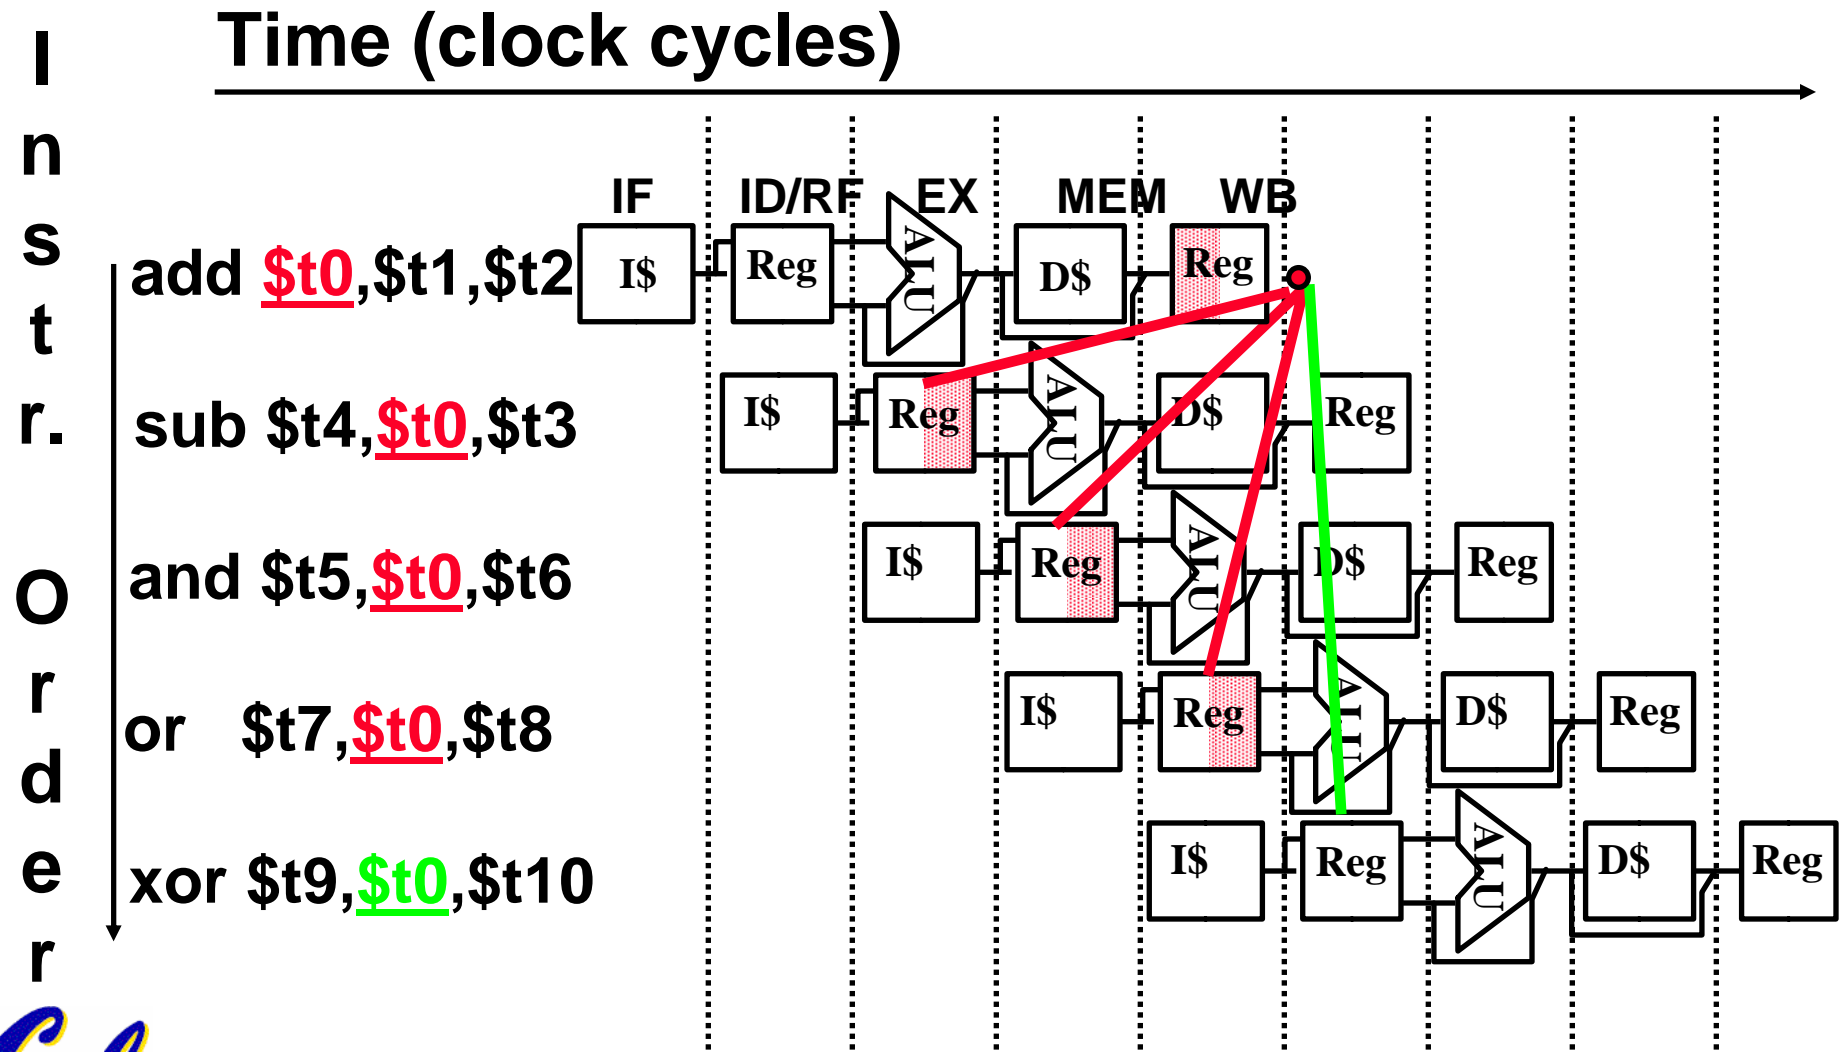 Time (clock cycles)
Instr. Order
IF ID/RF EX MEM WB
add $t0,$t1,$t2 I$ Reg ALU D$ Reg
sub $t4,$t0,$t3 I$ Reg ALU D$ Reg
and $t5,$t0,$t6 I$ Reg ALU D$ Reg
or $t7,$t0,$t8 I$ Reg ALU D$ Reg
xor $t9,$t0,$t10 I$ Reg ALU D$ Reg